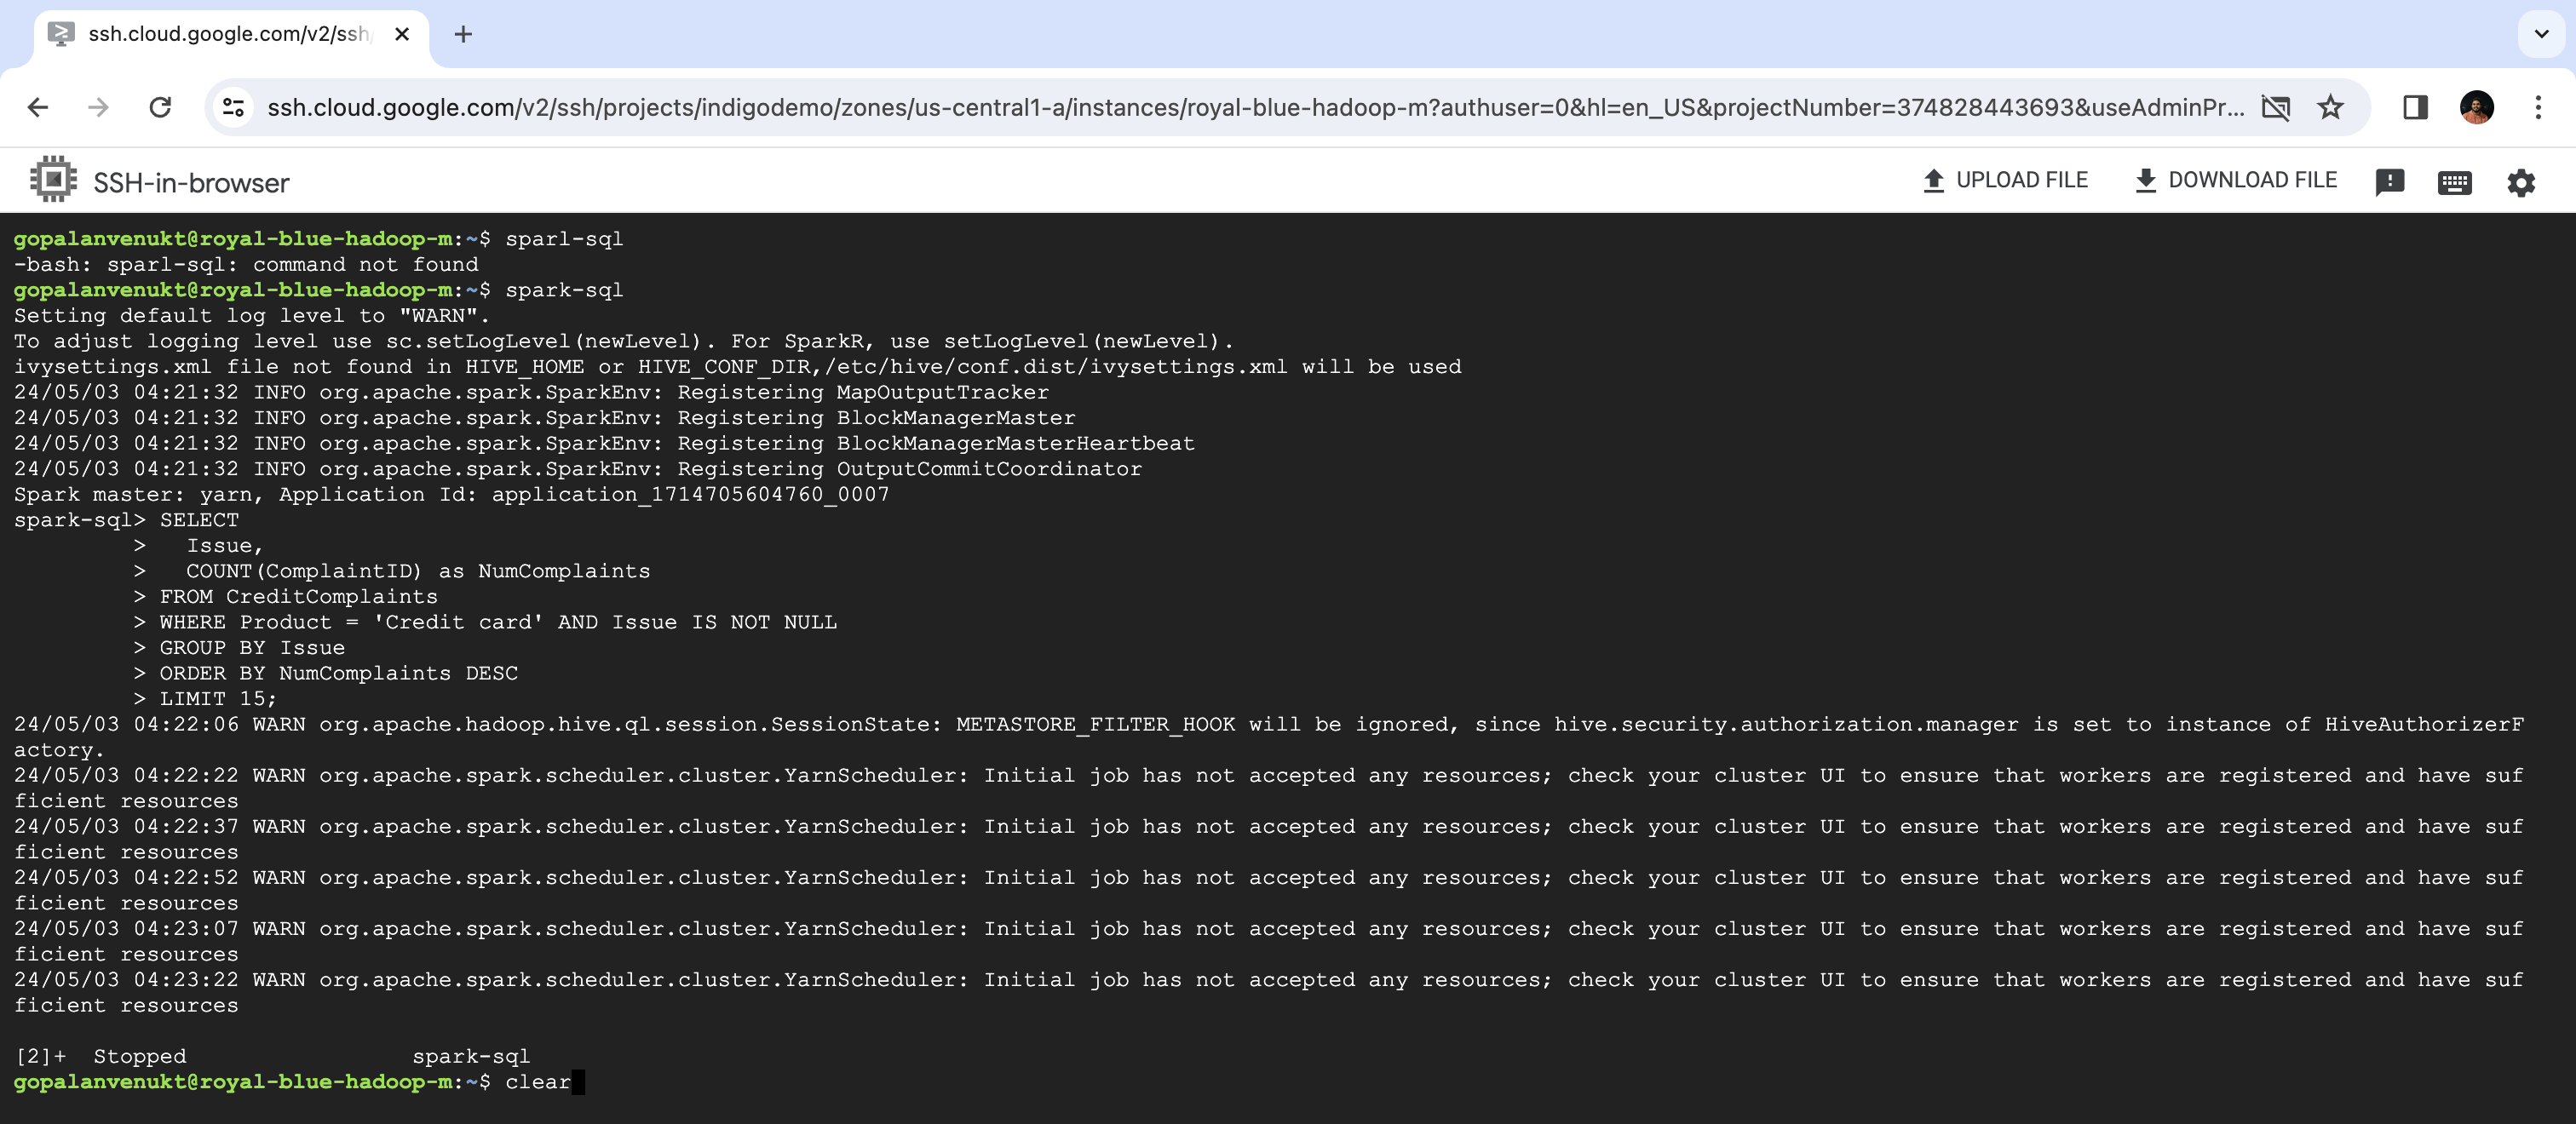 ssh.cloud.google.com/v2/ssh/
ssh.cloud.google.com/v2/ssh/projects/indigodemo/zones/us-central1-a/instances/royal-blue-hadoop-m?authuser=0&hl=en_US&projectNumber=374828443693&useAdminPr...
SSH-in-browser
UPLOAD FILE
DOWNLOAD FILE
gopalanvenukt@royal-blue-hadoop-m:~$ sparl-sql
-bash: sparl-sql: command not found
gopalanvenukt@royal-blue-hadoop-m:~$ spark-sql
Setting default log level to "WARN".
To adjust logging level use sc.setLogLevel(newLevel). For SparkR, use setLogLevel(newLevel).
ivysettings.xml file not found in HIVE_HOME or HIVE_CONF_DIR,/etc/hive/conf.dist/ivysettings.xml will be used
24/05/03 04:21:32 INFO org.apache.spark.SparkEnv: Registering MapOutputTracker
24/05/03 04:21:32 INFO org.apache.spark.SparkEnv: Registering BlockManagerMaster
24/05/03 04:21:32 INFO org.apache.spark.SparkEnv: Registering BlockManagerMasterHeartbeat
24/05/03 04:21:32 INFO org.apache.spark.SparkEnv: Registering OutputCommitCoordinator
Spark master: yarn, Application Id: application_1714705604760_0007
spark-sql> SELECT
         >   Issue,
         >   COUNT(ComplaintID) as NumComplaints
         > FROM CreditComplaints
         > WHERE Product = 'Credit card' AND Issue IS NOT NULL
         > GROUP BY Issue
         > ORDER BY NumComplaints DESC
         > LIMIT 15;
24/05/03 04:22:06 WARN org.apache.hadoop.hive.ql.session.SessionState: METASTORE_FILTER_HOOK will be ignored, since hive.security.authorization.manager is set to instance of HiveAuthorizerF
actory.
24/05/03 04:22:22 WARN org.apache.spark.scheduler.cluster.YarnScheduler: Initial job has not accepted any resources; check your cluster UI to ensure that workers are registered and have suf
ficient resources
24/05/03 04:22:37 WARN org.apache.spark.scheduler.cluster.YarnScheduler: Initial job has not accepted any resources; check your cluster UI to ensure that workers are registered and have suf
ficient resources
24/05/03 04:22:52 WARN org.apache.spark.scheduler.cluster.YarnScheduler: Initial job has not accepted any resources; check your cluster UI to ensure that workers are registered and have suf
ficient resources
24/05/03 04:23:07 WARN org.apache.spark.scheduler.cluster.YarnScheduler: Initial job has not accepted any resources; check your cluster UI to ensure that workers are registered and have suf
ficient resources
24/05/03 04:23:22 WARN org.apache.spark.scheduler.cluster.YarnScheduler: Initial job has not accepted any resources; check your cluster UI to ensure that workers are registered and have suf
ficient resources
[2]+  Stopped                 spark-sql
gopalanvenukt@royal-blue-hadoop-m:~$ clear